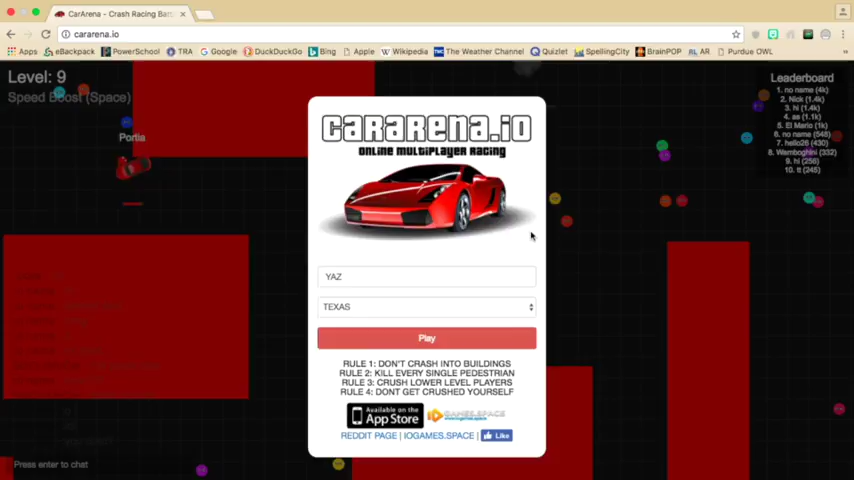 CarArena - Crash Racing Bat
cararena.io
Apps eBackpack PowerSchool TRA Google DuckDuckGo Bing Apple Wikipedia The Weather Channel Quizlet SpellingCity BrainPOP AR Purdue OWL
Level: 9
Speed Boost (Space)
Portia
Leaderboard
1. no name (4k)
2. Nick (1.4k)
3. hi (1.4k)
4. as (1.1k)
5. El Mario (1k)
6. no name (548)
7. hello26 (430)
8. Wamboghini (332)
9. hi (256)
10. tt (245)
CARARENA.IO
ONLINE MULTIPLAYER RACING
YAZ
TEXAS
Play
RULE 1: DON'T CRASH INTO BUILDINGS
RULE 2: KILL EVERY SINGLE PEDESTRIAN
RULE 3: CRUSH LOWER LEVEL PLAYERS
RULE 4: DONT GET CRUSHED YOURSELF
Available on the
App Store
iOGAMES.SPACE
REDDIT PAGE | IOGAMES.SPACE | Like
Press enter to chat